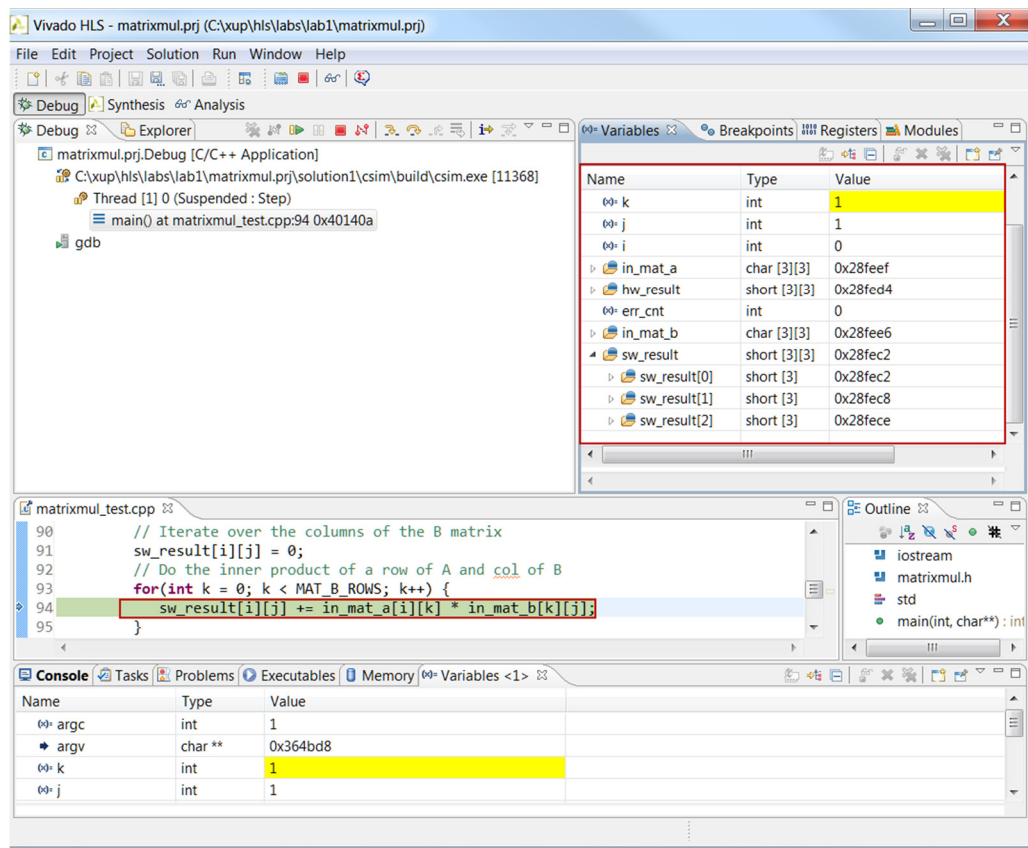 Vivado HLS - matrixmul.prj (C:\xup\hls\labs\lab1\matrixmul.prj)
File Edit Project Solution Run Window Help
Debug Synthesis Analysis
Debug Explorer
matrixmul.prj.Debug [C/C++ Application]
C:\xup\hls\labs\lab1\matrixmul.prj\solution1\csim\build\csim.exe [11368]
Thread [1] 0 (Suspended : Step)
main() at matrixmul_test.cpp:94 0x40140a
gdb
Variables Breakpoints Registers Modules
Name Type Value
k int 1
j int 1
i int 0
in_mat_a char [3][3] 0x28feef
hw_result short [3][3] 0x28fed4
err_cnt int 0
in_mat_b char [3][3] 0x28fee6
sw_result short [3][3] 0x28fec2
sw_result[0] short [3] 0x28fec2
sw_result[1] short [3] 0x28fec8
sw_result[2] short [3] 0x28fece
matrixmul_test.cpp
90 // Iterate over the columns of the B matrix
91 sw_result[i][j] = 0;
92 // Do the inner product of a row of A and col of B
93 for(int k = 0; k < MAT_B_ROWS; k++) {
94 sw_result[i][j] += in_mat_a[i][k] * in_mat_b[k][j];
95 }
Outline
iostream
matrixmul.h
std
main(int, char**) : int
Console Tasks Problems Executables Memory Variables <1>
Name Type Value
argc int 1
argv char ** 0x364bd8
k int 1
j int 1